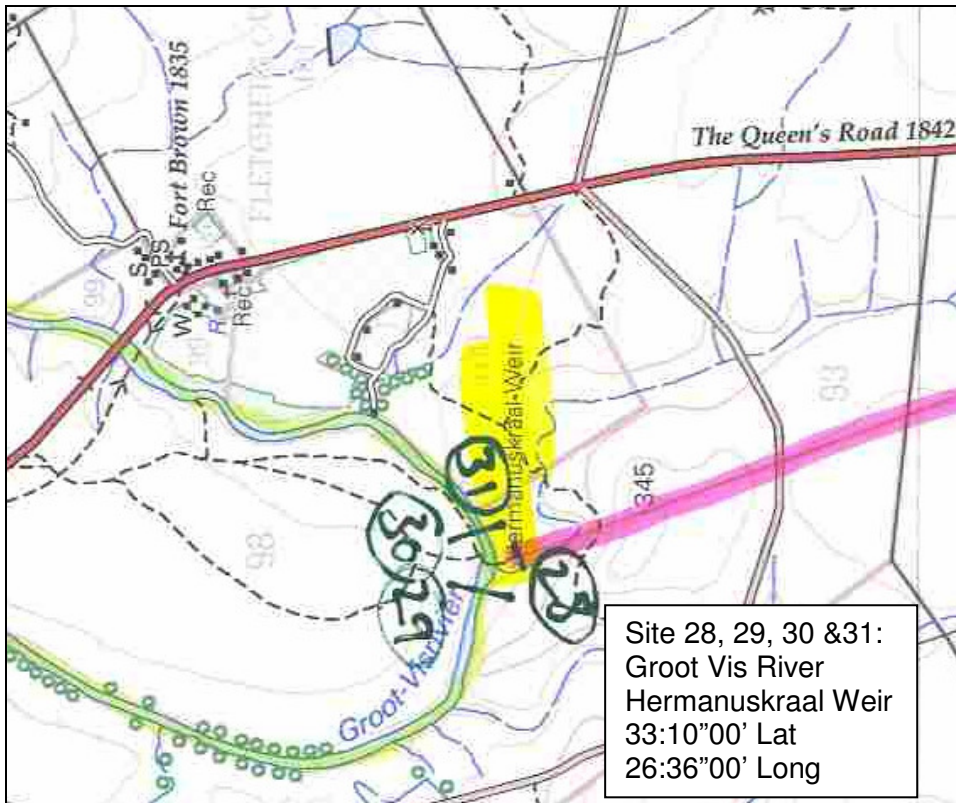 The Queen's Road 1842
Fort Brown 1835
Rec
PS
S
W
R
Rec
99
Hermanuskraal-Weir
31
30
29
28
345
93
98
Groot-Visrivier
Site 28, 29, 30 &31:
Groot Vis River
Hermanuskraal Weir
33:10"00' Lat
26:36"00' Long